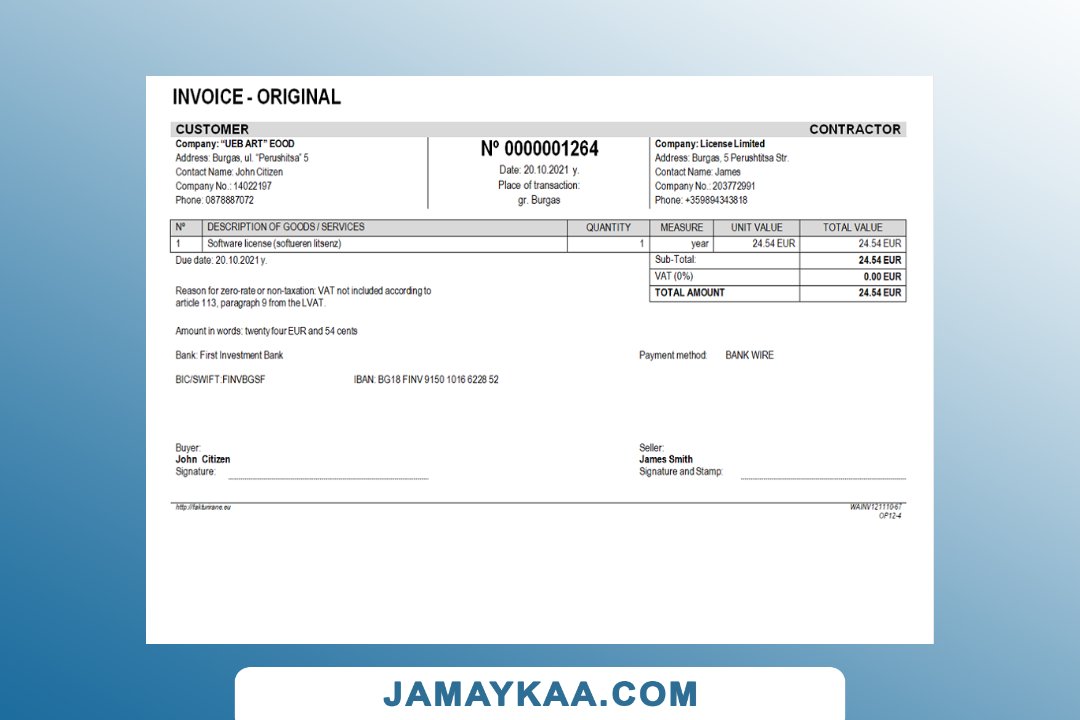 INVOICE - ORIGINAL
CUSTOMER
CONTRACTOR
Company: "UEB ART" EOOD
Address: Burgas, ul. "Perushitsa" 5
Contact Name: John Citizen
Company No.: 14022197
Phone: 0878887072
Nº 0000001264
Date: 20.10.2021 y.
Place of transaction:
gr. Burgas
Company: License Limited
Address: Burgas, 5 Perushtitsa Str.
Contact Name: James
Company No.: 203772991
Phone: +359894343818
Nº DESCRIPTION OF GOODS / SERVICES QUANTITY MEASURE UNIT VALUE TOTAL VALUE
1 Software license (softueren litsenz) 1 year 24.54 EUR 24.54 EUR
Due date: 20.10.2021 y.
Sub-Total: 24.54 EUR
VAT (0%) 0.00 EUR
TOTAL AMOUNT 24.54 EUR
Reason for zero-rate or non-taxation: VAT not included according to
article 113, paragraph 9 from the LVAT.
Amount in words: twenty four EUR and 54 cents
Bank: First Investment Bank
Payment method: BANK WIRE
BIC/SWIFT:FINVBGSF IBAN: BG18 FINV 9150 1016 6228 52
Buyer:
John Citizen
Signature:
Seller:
James Smith
Signature and Stamp:
WAINV121110-67
OP12-4
JAMAYKAA.COM